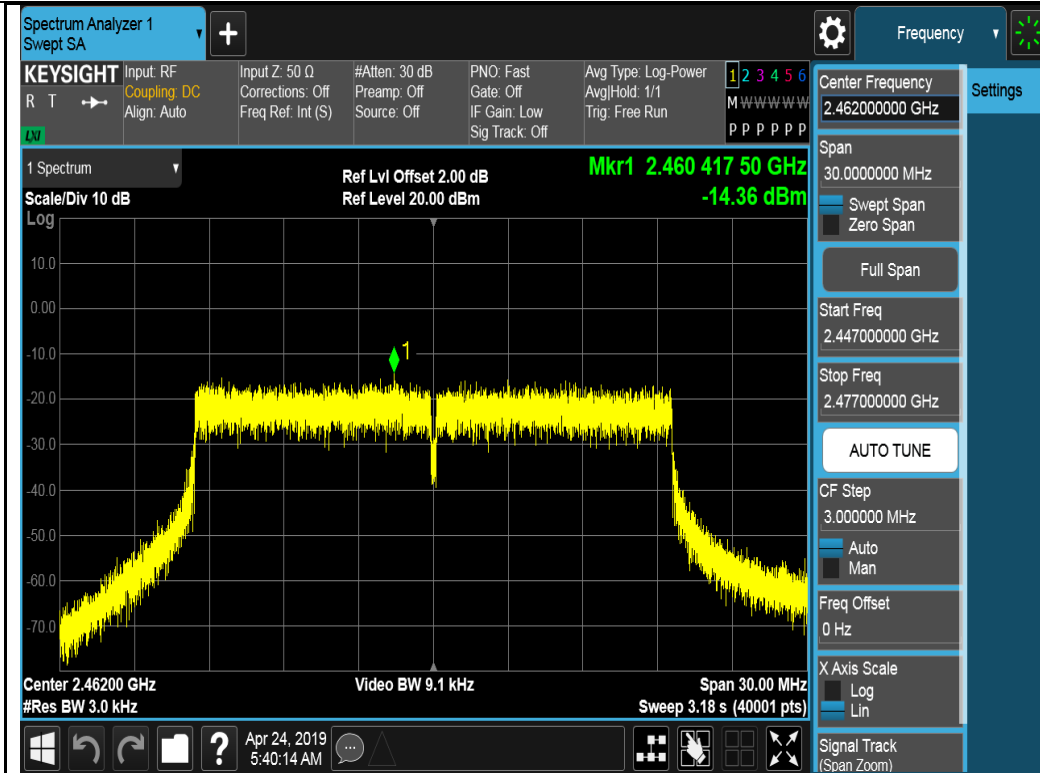 Spectrum Analyzer 1
Swept SA
+
Frequency
KEYSIGHT
R T
LXI
Input: RF
Coupling: DC
Align: Auto
Input Z: 50 Ω
Corrections: Off
Freq Ref: Int (S)
#Atten: 30 dB
Preamp: Off
Source: Off
PNO: Fast
Gate: Off
IF Gain: Low
Sig Track: Off
Avg Type: Log-Power
Avg|Hold: 1/1
Trig: Free Run
1 2 3 4 5 6
M W W W W W
P P P P P P
1 Spectrum
Scale/Div 10 dB
Log
Ref Lvl Offset 2.00 dB
Ref Level 20.00 dBm
Mkr1 2.460 417 50 GHz
-14.36 dBm
10.0
0.00
-10.0
-20.0
-30.0
-40.0
-50.0
-60.0
-70.0
1
Center 2.46200 GHz
#Res BW 3.0 kHz
Video BW 9.1 kHz
Span 30.00 MHz
Sweep 3.18 s (40001 pts)
?
Apr 24, 2019
5:40:14 AM
Center Frequency
2.462000000 GHz
Settings
Span
30.0000000 MHz
Swept Span
Zero Span
Full Span
Start Freq
2.447000000 GHz
Stop Freq
2.477000000 GHz
AUTO TUNE
CF Step
3.000000 MHz
Auto
Man
Freq Offset
0 Hz
X Axis Scale
Log
Lin
Signal Track
(Span Zoom)